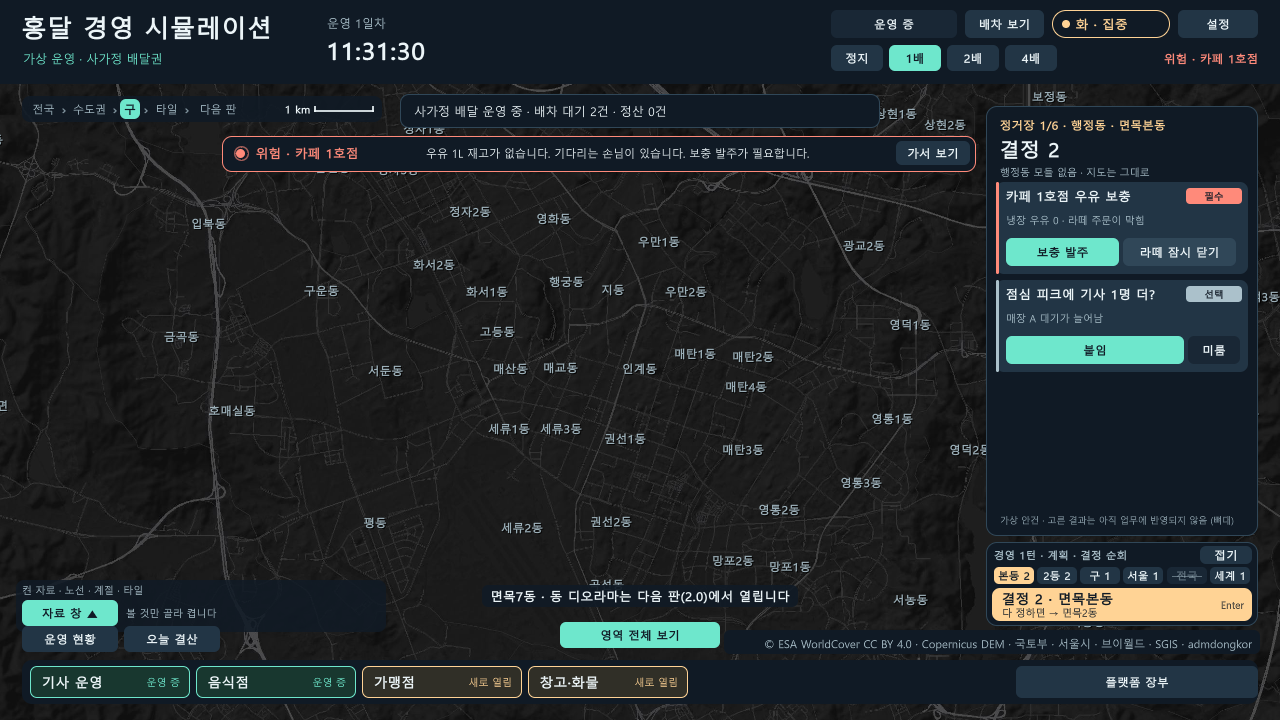 홍달 경영 시뮬레이션
가상 운영 · 사가정 배달권
운영 1일차
11:31:30
운영 중
배차 보기
화 · 집중
설정
정지
1배
2배
4배
위험 · 카페 1호점
전국 › 수도권 › 구 › 타일 › 다음 판
1 km
사가정 배달 운영 중 · 배차 대기 2건 · 정산 0건
위험 · 카페 1호점
우유 1L 재고가 없습니다. 기다리는 손님이 있습니다. 보충 발주가 필요합니다.
가서 보기
보정동
상현1동
상현2동
정자1동
정자2동
영화동
입북동
우만1동
광교2동
화서2동
행궁동
구운동
화서1동
지동
우만2동
고등동
영덕1동
금곡동
매탄1동
매탄2동
서둔동
매산동
매교동
인계동
매탄4동
호매실동
영통1동
세류1동
세류3동
권선1동
매탄3동
영덕2동
영통3동
영통2동
평동
세류2동
권선2동
망포2동
망포1동
서농동
정거장 1/6 · 행정동 · 면목본동
결정 2
행정동 모듈 없음 · 지도는 그대로
카페 1호점 우유 보충
필수
냉장 우유 0 · 라떼 주문이 막힘
보충 발주
라떼 잠시 닫기
점심 피크에 기사 1명 더?
선택
매장 A 대기가 늘어남
붙임
미룸
가상 안건 · 고른 결과는 아직 업무에 반영되지 않음 (뼈대)
경영 1턴 · 계획 · 결정 순회
접기
본동 2
2등 2
구 1
서울 1
전국
세계 1
결정 2 · 면목본동
다 정하면 → 면목2동
Enter
켠 자료 · 노선 · 계절 · 타일
자료 창 ▲
볼 것만 골라 켭니다
운영 현황
오늘 결산
면목7동 · 동 디오라마는 다음 판(2.0)에서 열립니다
영역 전체 보기
© ESA WorldCover CC BY 4.0 · Copernicus DEM · 국토부 · 서울시 · 브이월드 · SGIS · admdongkor
기사 운영
운영 중
음식점
운영 중
가맹점
새로 열림
창고·화물
새로 열림
플랫폼 장부